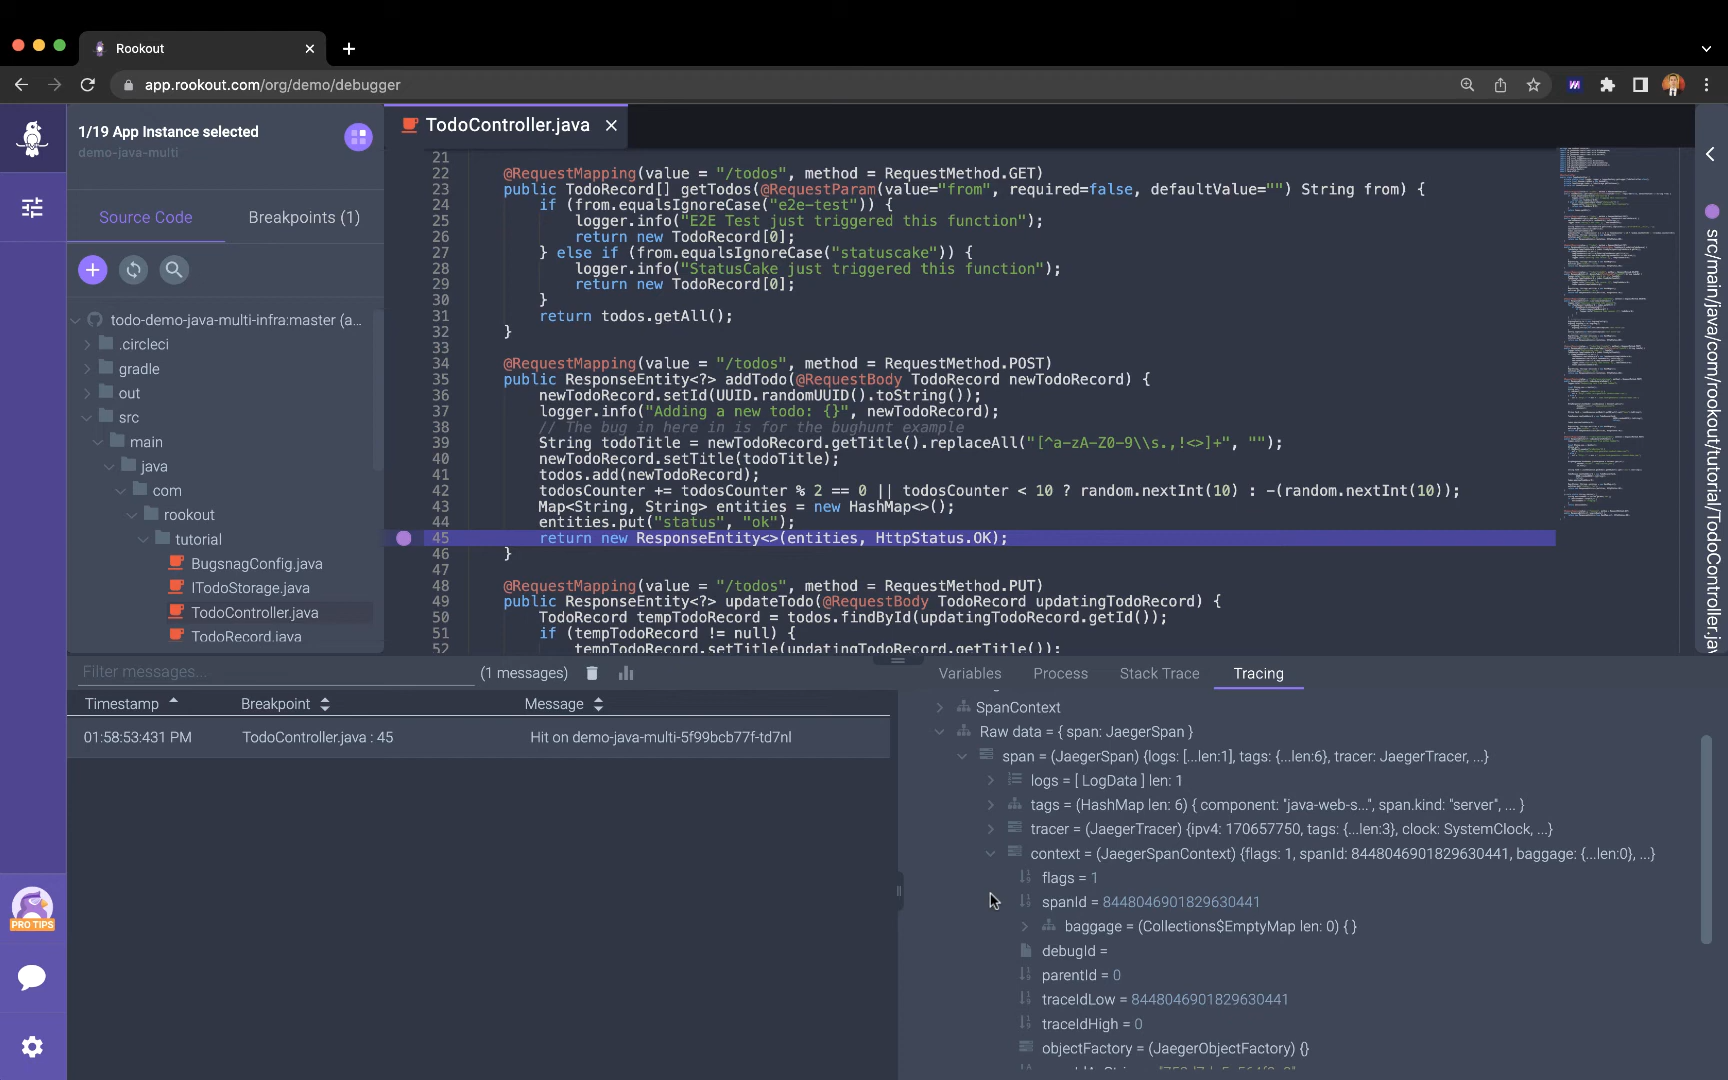 Rookout
app.rookout.com/org/demo/debugger
1/19 App Instance selected
demo-java-multi
Source Code
Breakpoints (1)
todo-demo-java-multi-infra:master (a...
.circleci
gradle
out
src
main
java
com
rookout
tutorial
BugsnagConfig.java
ITodoStorage.java
TodoController.java
TodoRecord.java
PRO TIPS
TodoController.java
21
22 @RequestMapping(value = "/todos", method = RequestMethod.GET)
23 public TodoRecord[] getTodos(@RequestParam(value="from", required=false, defaultValue="") String from) {
24 if (from.equalsIgnoreCase("e2e-test")) {
25 logger.info("E2E Test just triggered this function");
26 return new TodoRecord[0];
27 } else if (from.equalsIgnoreCase("statuscake")) {
28 logger.info("StatusCake just triggered this function");
29 return new TodoRecord[0];
30 }
31 return todos.getAll();
32 }
33
34 @RequestMapping(value = "/todos", method = RequestMethod.POST)
35 public ResponseEntity<?> addTodo(@RequestBody TodoRecord newTodoRecord) {
36 newTodoRecord.setId(UUID.randomUUID().toString());
37 logger.info("Adding a new todo: {}", newTodoRecord);
38 // The bug in here in is for the bughunt example
39 String todoTitle = newTodoRecord.getTitle().replaceAll("[^a-zA-Z0-9\\s.,!<>]+", "");
40 newTodoRecord.setTitle(todoTitle);
41 todos.add(newTodoRecord);
42 todosCounter += todosCounter % 2 == 0 || todosCounter < 10 ? random.nextInt(10) : -(random.nextInt(10));
43 Map<String, String> entities = new HashMap<>();
44 entities.put("status", "ok");
45 return new ResponseEntity<>(entities, HttpStatus.OK);
46 }
47
48 @RequestMapping(value = "/todos", method = RequestMethod.PUT)
49 public ResponseEntity<?> updateTodo(@RequestBody TodoRecord updatingTodoRecord) {
50 TodoRecord tempTodoRecord = todos.findById(updatingTodoRecord.getId());
51 if (tempTodoRecord != null) {
52 tempTodoRecord.setTitle(updatingTodoRecord.getTitle());
src/main/java/com/rookout/tutorial/TodoController.jav
Filter messages...
(1 messages)
Timestamp
Breakpoint
Message
01:58:53:431 PM
TodoController.java : 45
Hit on demo-java-multi-5f99bcb77f-td7nl
Variables
Process
Stack Trace
Tracing
SpanContext
Raw data = { span: JaegerSpan }
span = (JaegerSpan) {logs: [...len:1], tags: {...len:6}, tracer: JaegerTracer, ...}
logs = [ LogData ] len: 1
tags = (HashMap len: 6) { component: "java-web-s...", span.kind: "server", ... }
tracer = (JaegerTracer) {ipv4: 170657750, tags: {...len:3}, clock: SystemClock, ...}
context = (JaegerSpanContext) {flags: 1, spanId: 8448046901829630441, baggage: {...len:0}, ...}
flags = 1
spanId = 8448046901829630441
baggage = (Collections$EmptyMap len: 0) { }
debugId =
parentId = 0
traceIdLow = 8448046901829630441
traceIdHigh = 0
objectFactory = (JaegerObjectFactory) {}